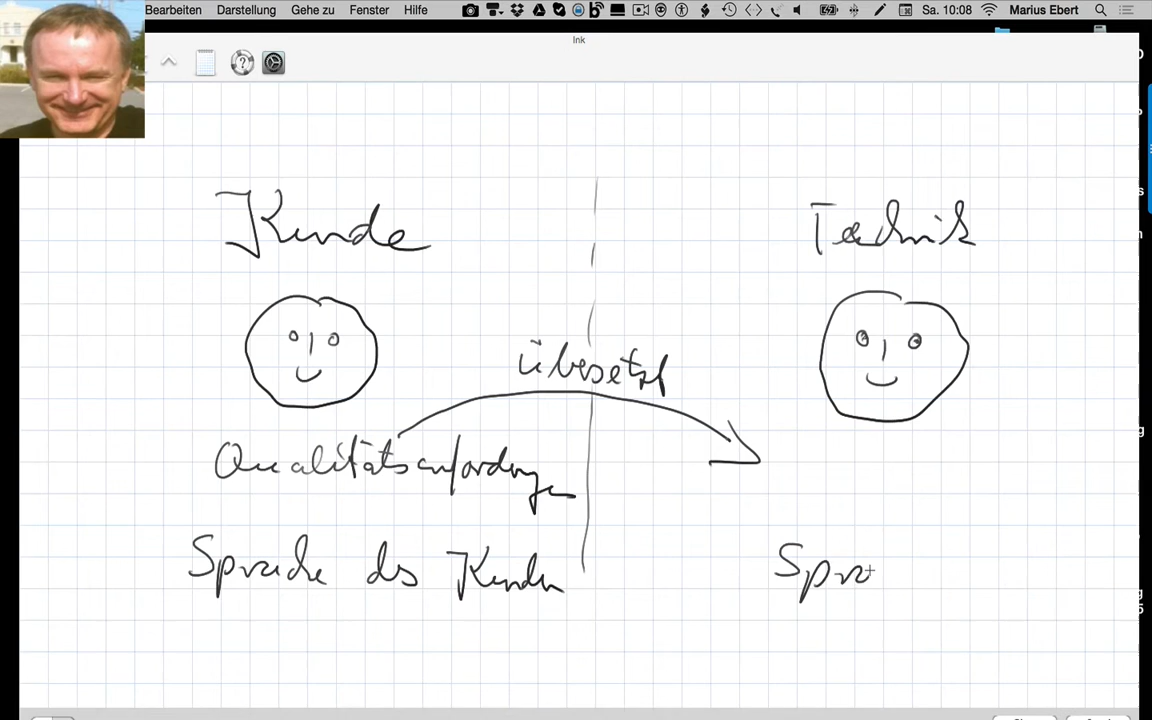 Bearbeiten Darstellung Gehe zu Fenster Hilfe Sa. 10:08 Marius Ebert
Ink
Kunde Technik
übersetzt
Qualitätsanforderungen
Sprache des Kunden Spra